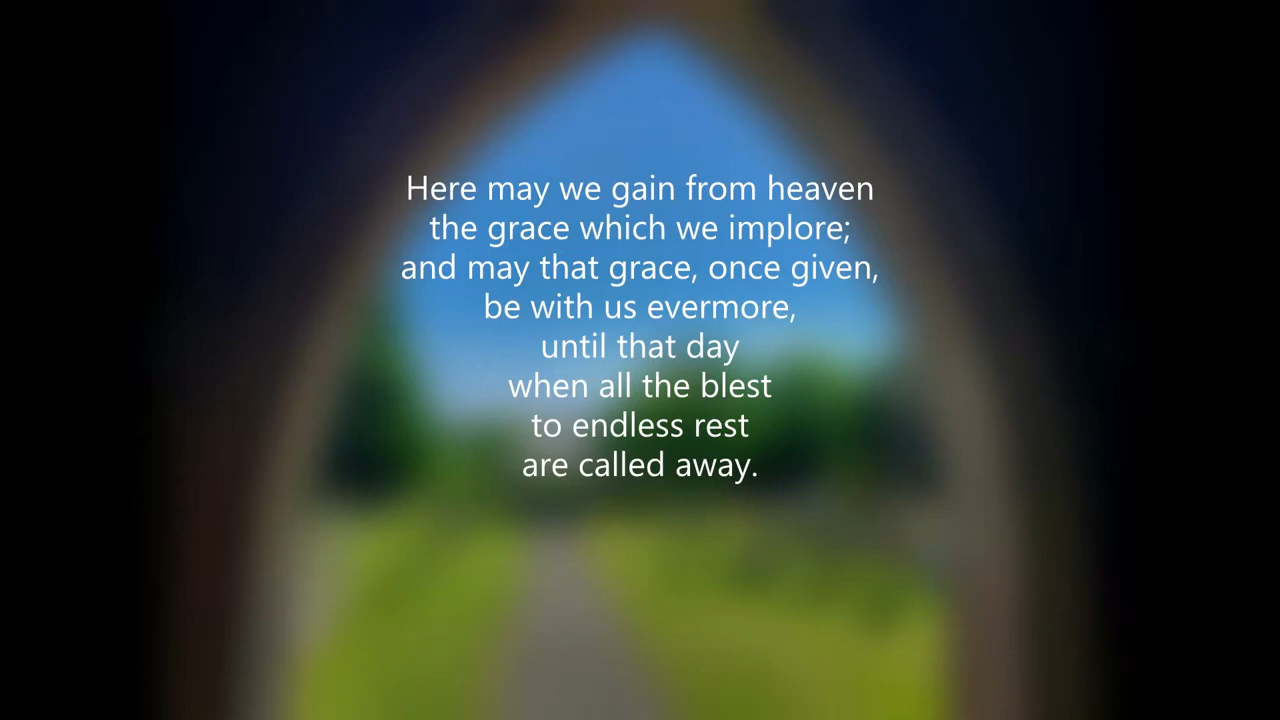 Here may we gain from heaven
the grace which we implore;
and may that grace, once given,
be with us evermore,
until that day
when all the blest
to endless rest
are called away.